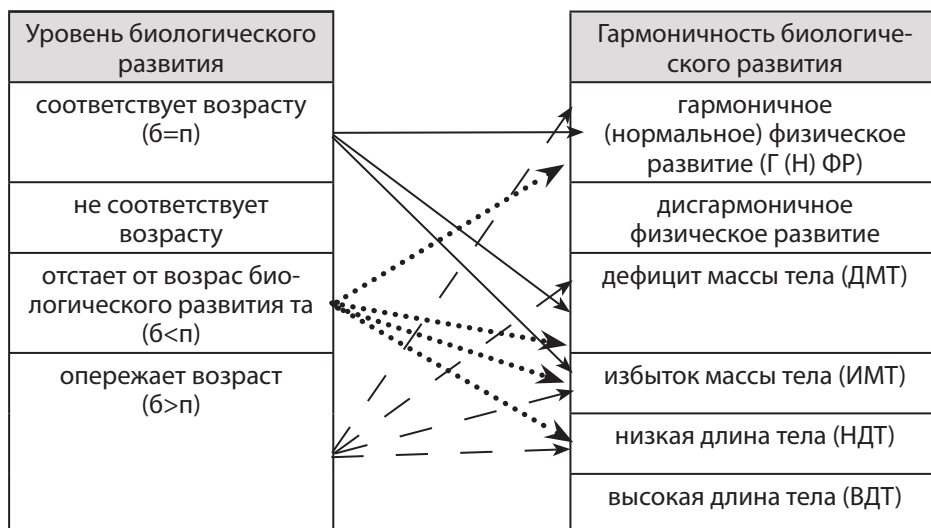 Уровень биологического
развития
соответствует возрасту
(б=п)
не соответствует
возрасту
отстает от возрас био-
логического развития та
(б<п)
опережает возраст
(б>п)
Гармоничность биологиче-
ского развития
гармоничное
(нормальное) физическое
развитие (Г (Н) ФР)
дисгармоничное
физическое развитие
дефицит массы тела (ДМТ)
избыток массы тела (ИМТ)
низкая длина тела (НДТ)
высокая длина тела (ВДТ)